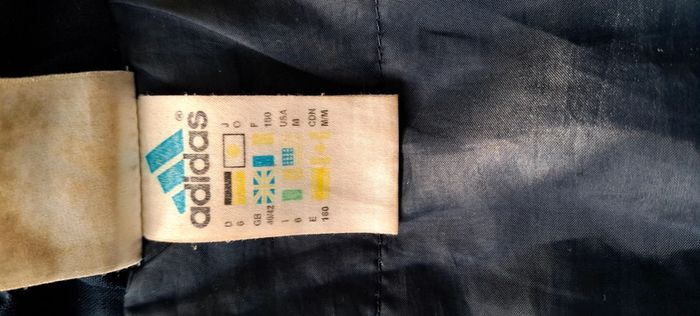 adidas®
D J
6 O
GB F
40/42 180
I USA
6 M
E CDN
180 M/M